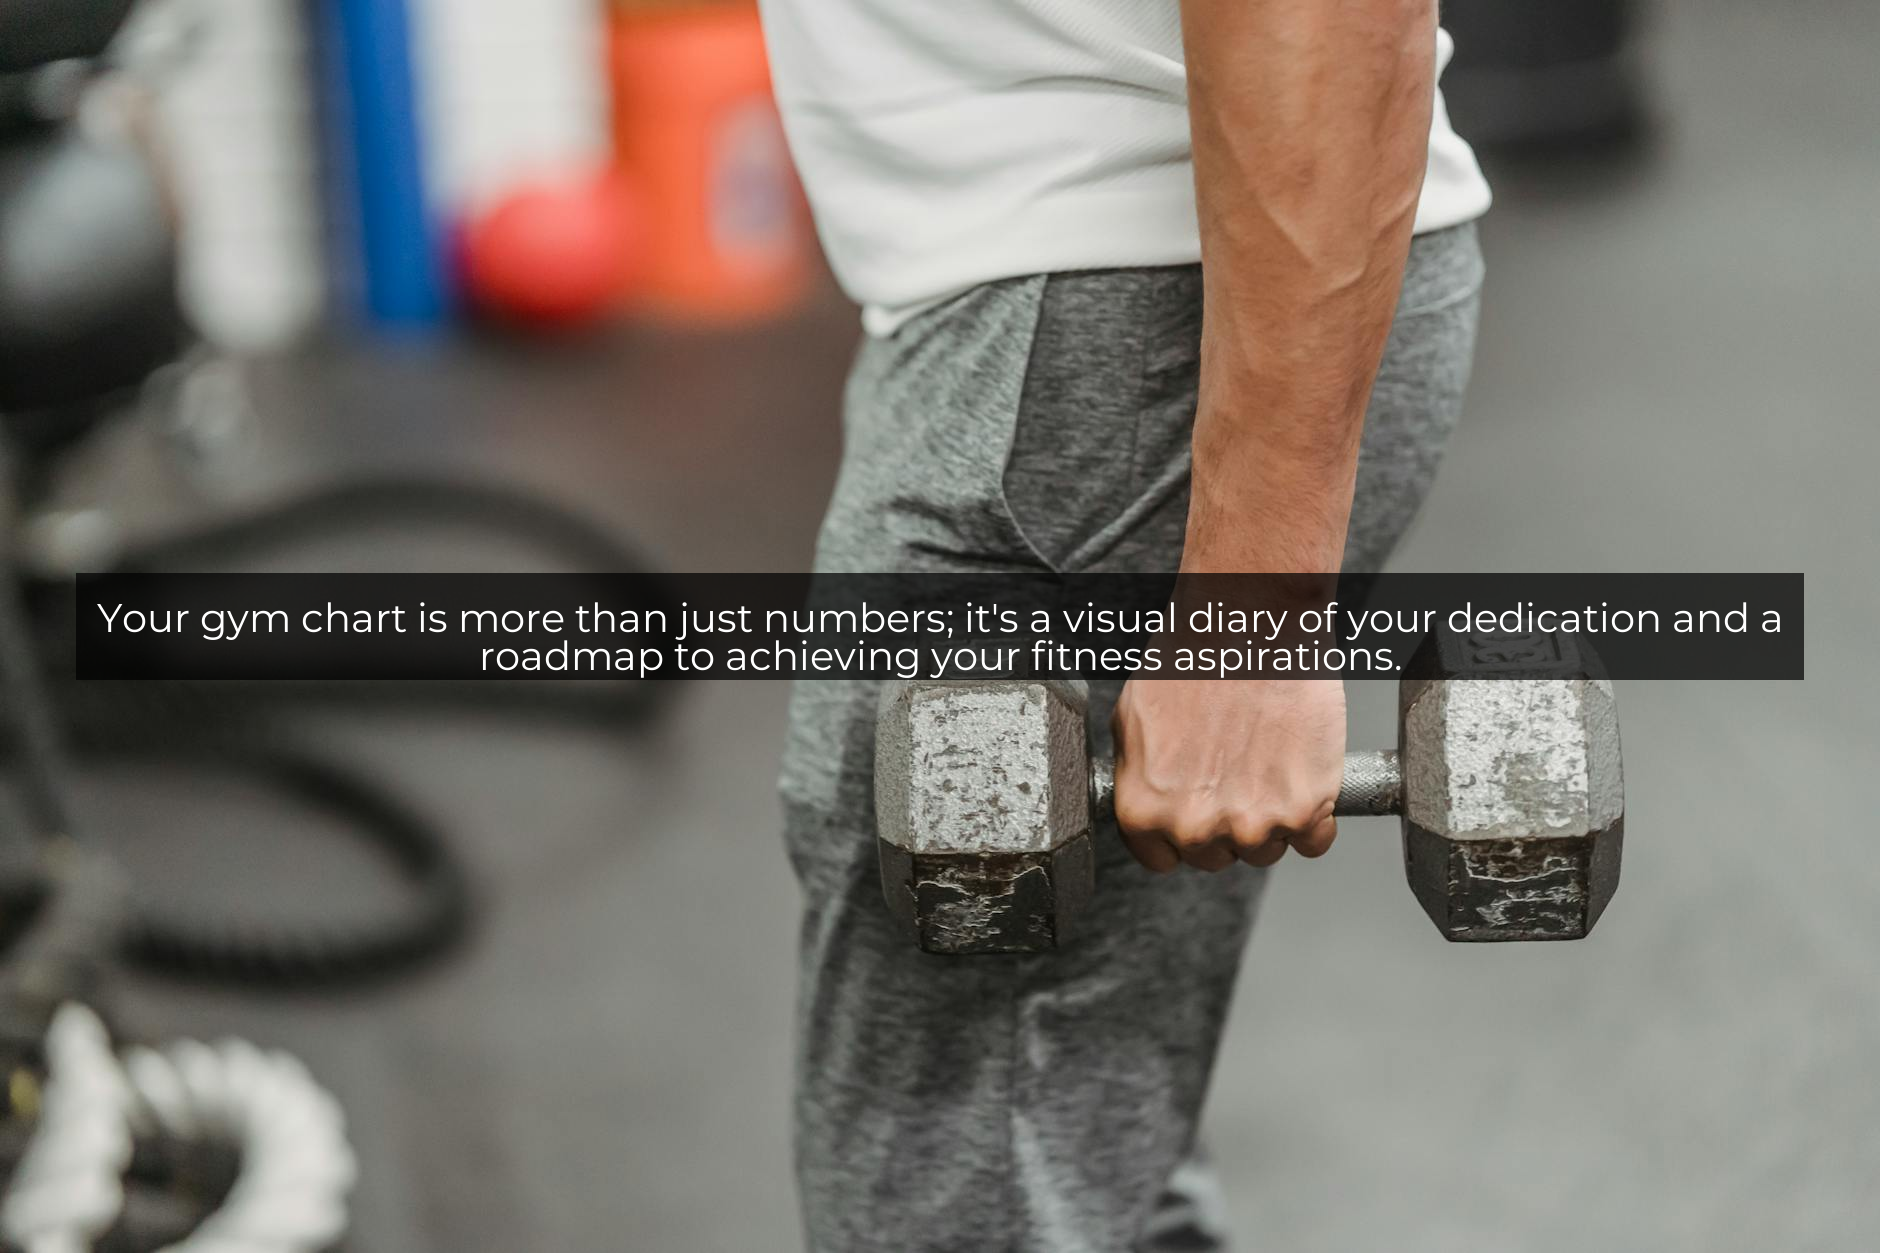 Your gym chart is more than just numbers; it's a visual diary of your dedication and a
roadmap to achieving your fitness aspirations.